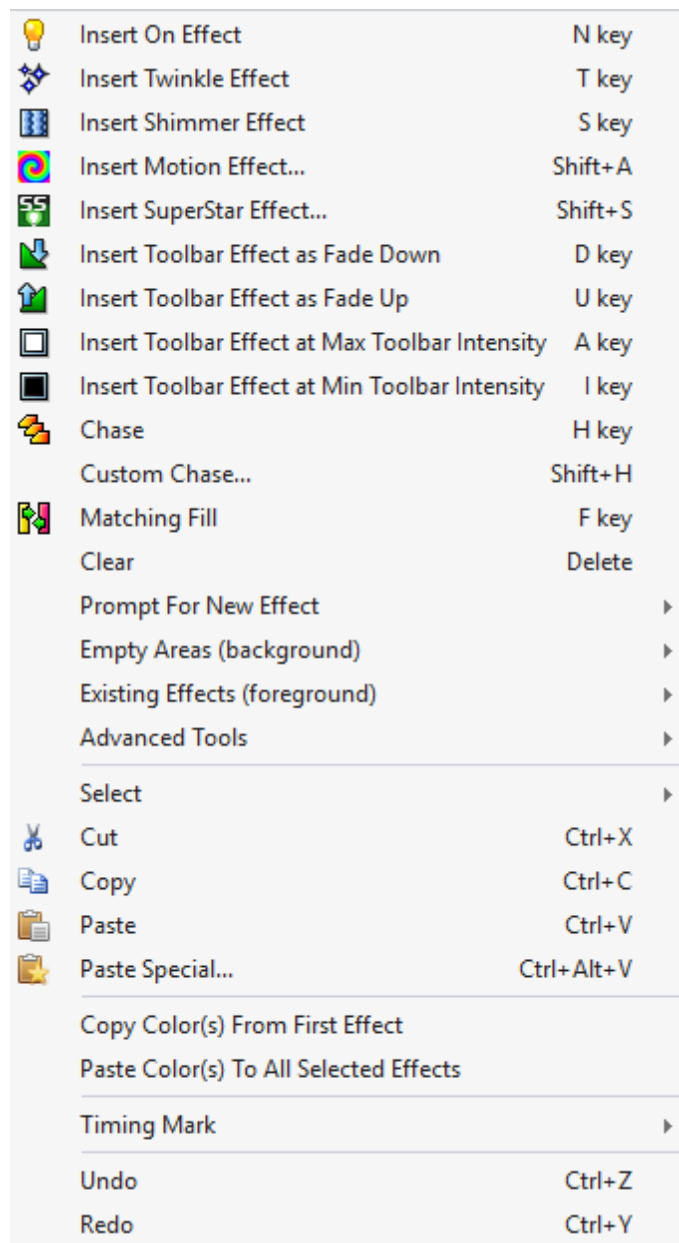 Insert On Effect N key
Insert Twinkle Effect T key
Insert Shimmer Effect S key
Insert Motion Effect... Shift+A
SS Insert SuperStar Effect... Shift+S
Insert Toolbar Effect as Fade Down D key
Insert Toolbar Effect as Fade Up U key
Insert Toolbar Effect at Max Toolbar Intensity A key
Insert Toolbar Effect at Min Toolbar Intensity I key
Chase H key
Custom Chase... Shift+H
Matching Fill F key
Clear Delete
Prompt For New Effect
Empty Areas (background)
Existing Effects (foreground)
Advanced Tools
Select
Cut Ctrl+X
Copy Ctrl+C
Paste Ctrl+V
Paste Special... Ctrl+Alt+V
Copy Color(s) From First Effect
Paste Color(s) To All Selected Effects
Timing Mark
Undo Ctrl+Z
Redo Ctrl+Y